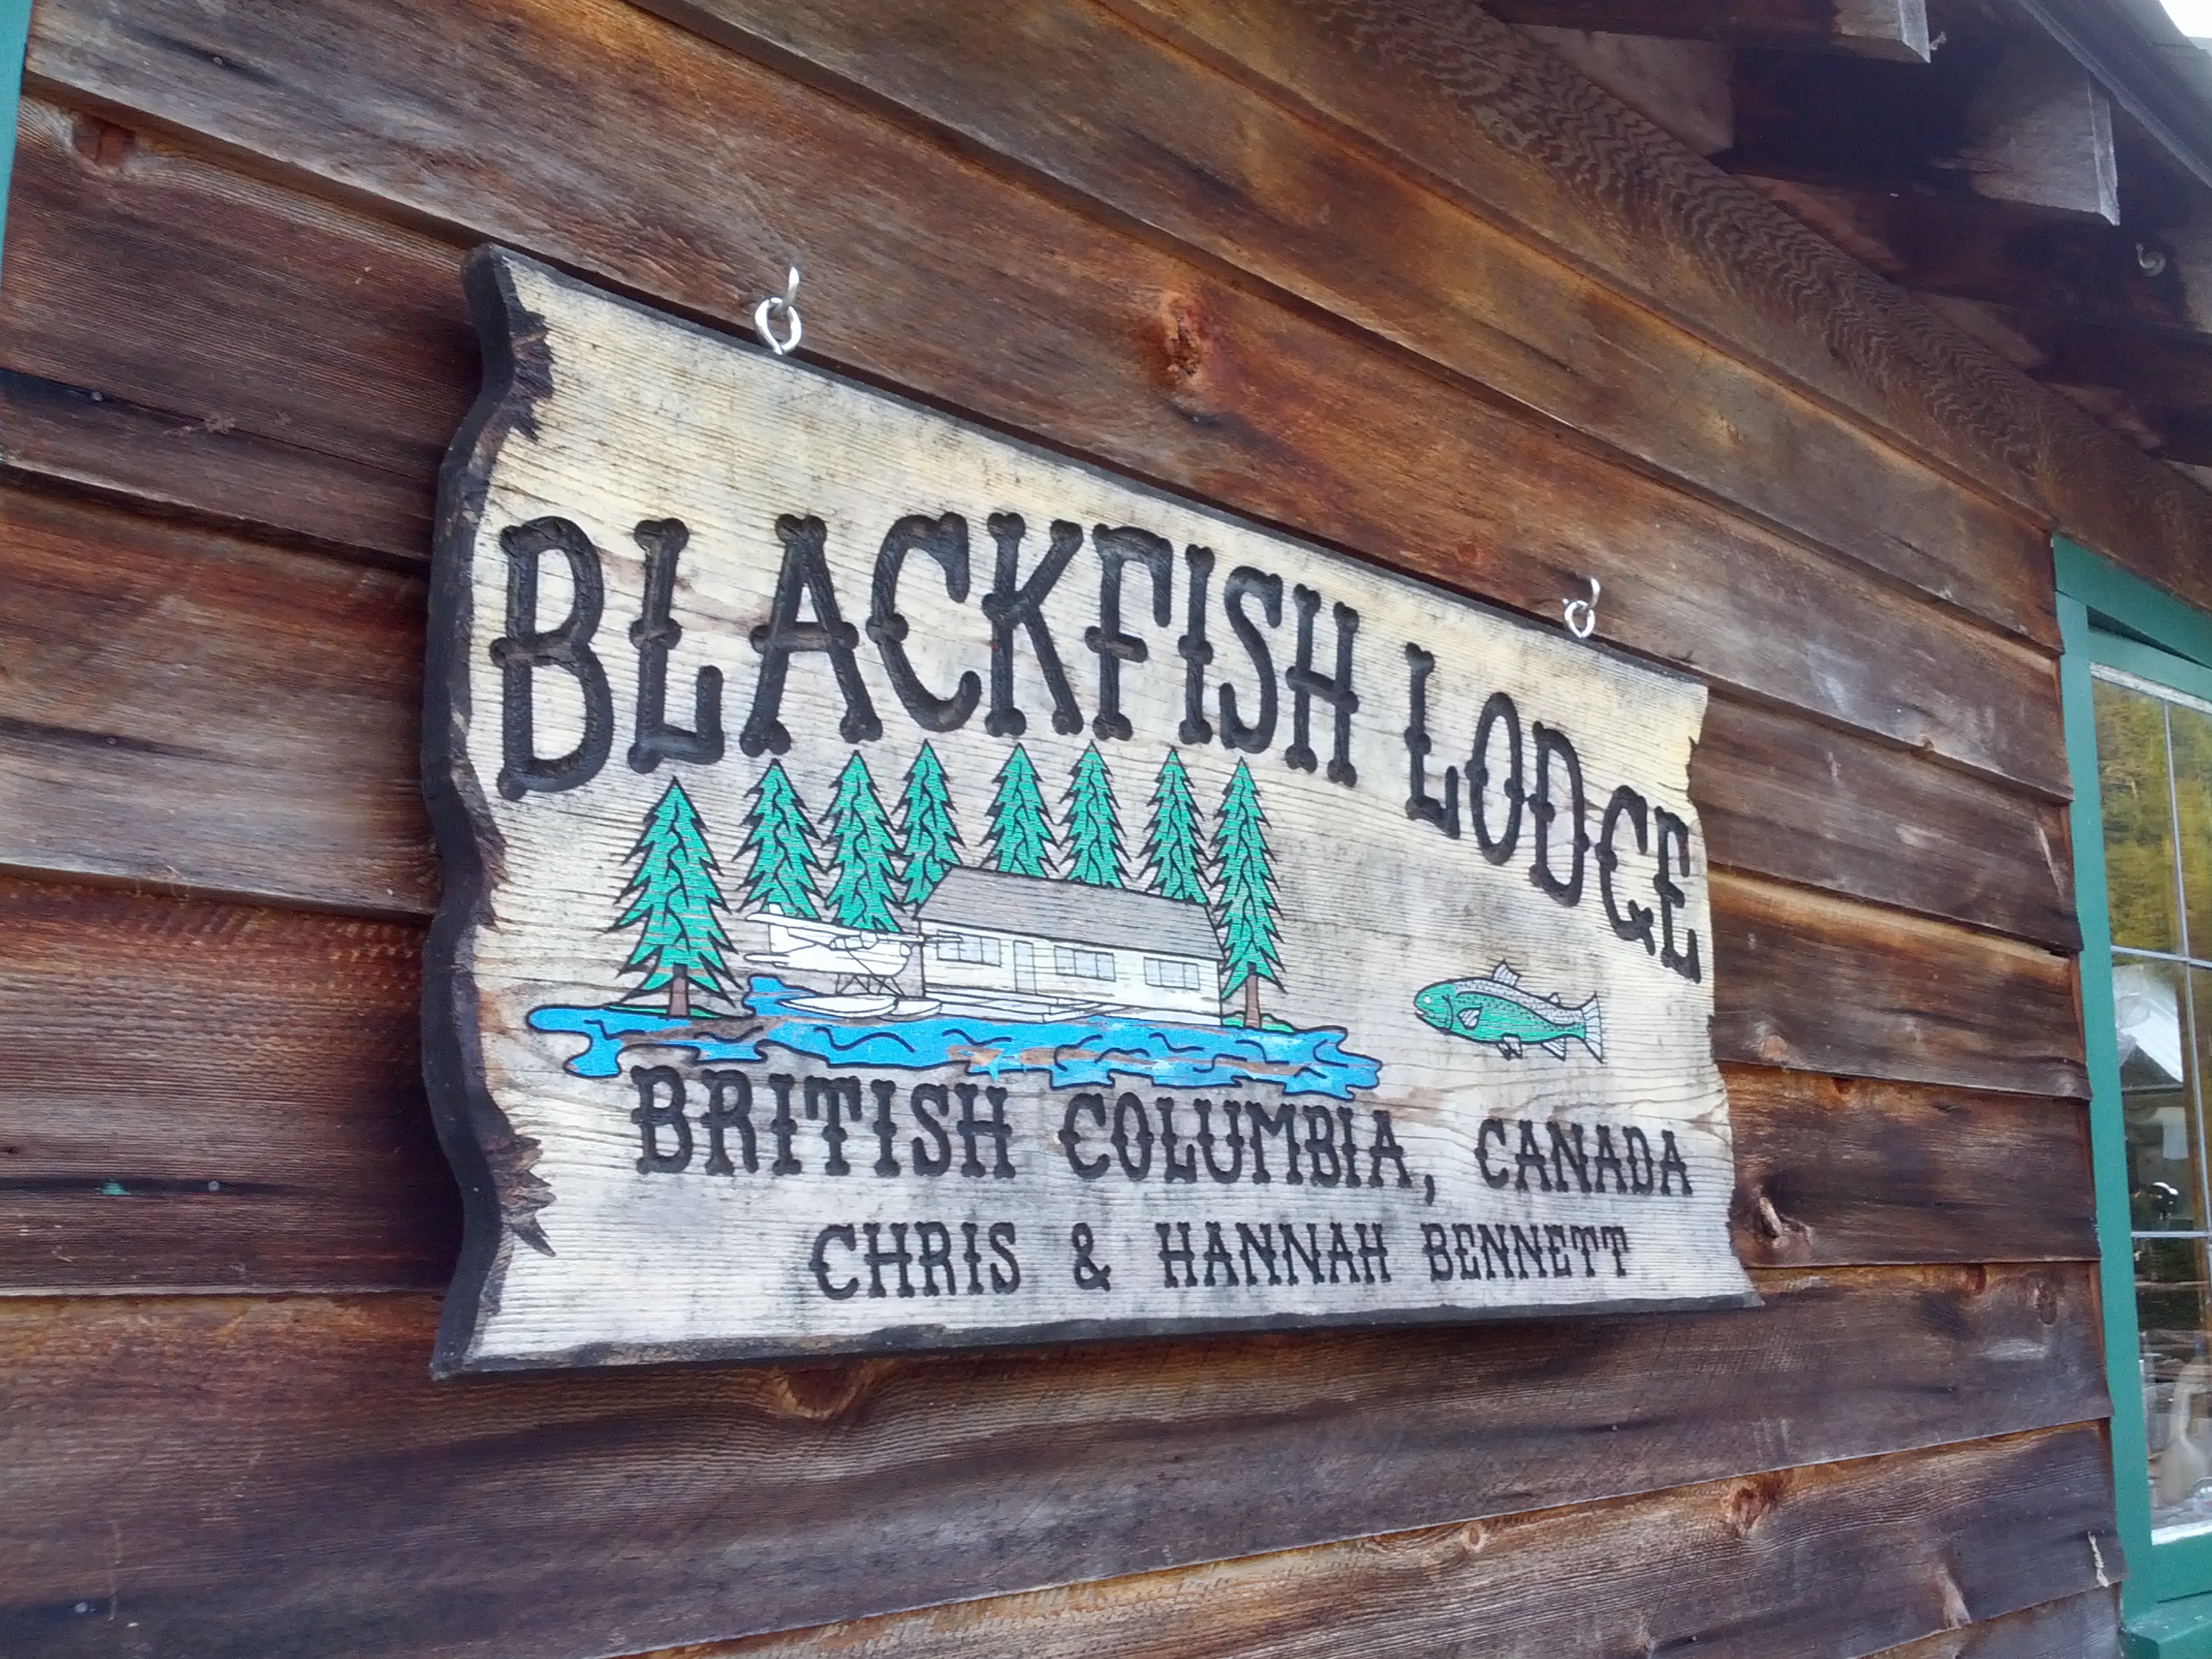 BLACKFISH LODGE
BRITISH COLUMBIA, CANADA
CHRIS & HANNAH BENNETT